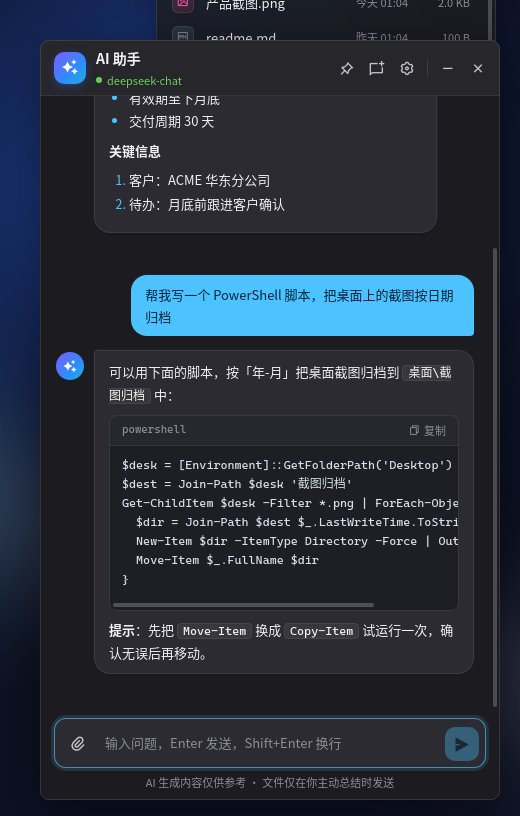 产品截图.png 今天 01:04 2.0 KB
readme.md 昨天 01:04 100 B
AI 助手
deepseek-chat
有效期至下月底
交付周期 30 天
关键信息
1. 客户：ACME 华东分公司
2. 待办：月底前跟进客户确认
帮我写一个 PowerShell 脚本，把桌面上的截图按日期
归档
可以用下面的脚本，按「年-月」把桌面截图归档到 桌面\截
图归档 中：
powershell 复制
$desk = [Environment]::GetFolderPath('Desktop')
$dest = Join-Path $desk '截图归档'
Get-ChildItem $desk -Filter *.png | ForEach-Obje
$dir = Join-Path $dest $_.LastWriteTime.ToStri
New-Item $dir -ItemType Directory -Force | Out
Move-Item $_.FullName $dir
}
提示：先把 Move-Item 换成 Copy-Item 试运行一次，确
认无误后再移动。
输入问题，Enter 发送，Shift+Enter 换行
AI 生成内容仅供参考 · 文件仅在你主动总结时发送